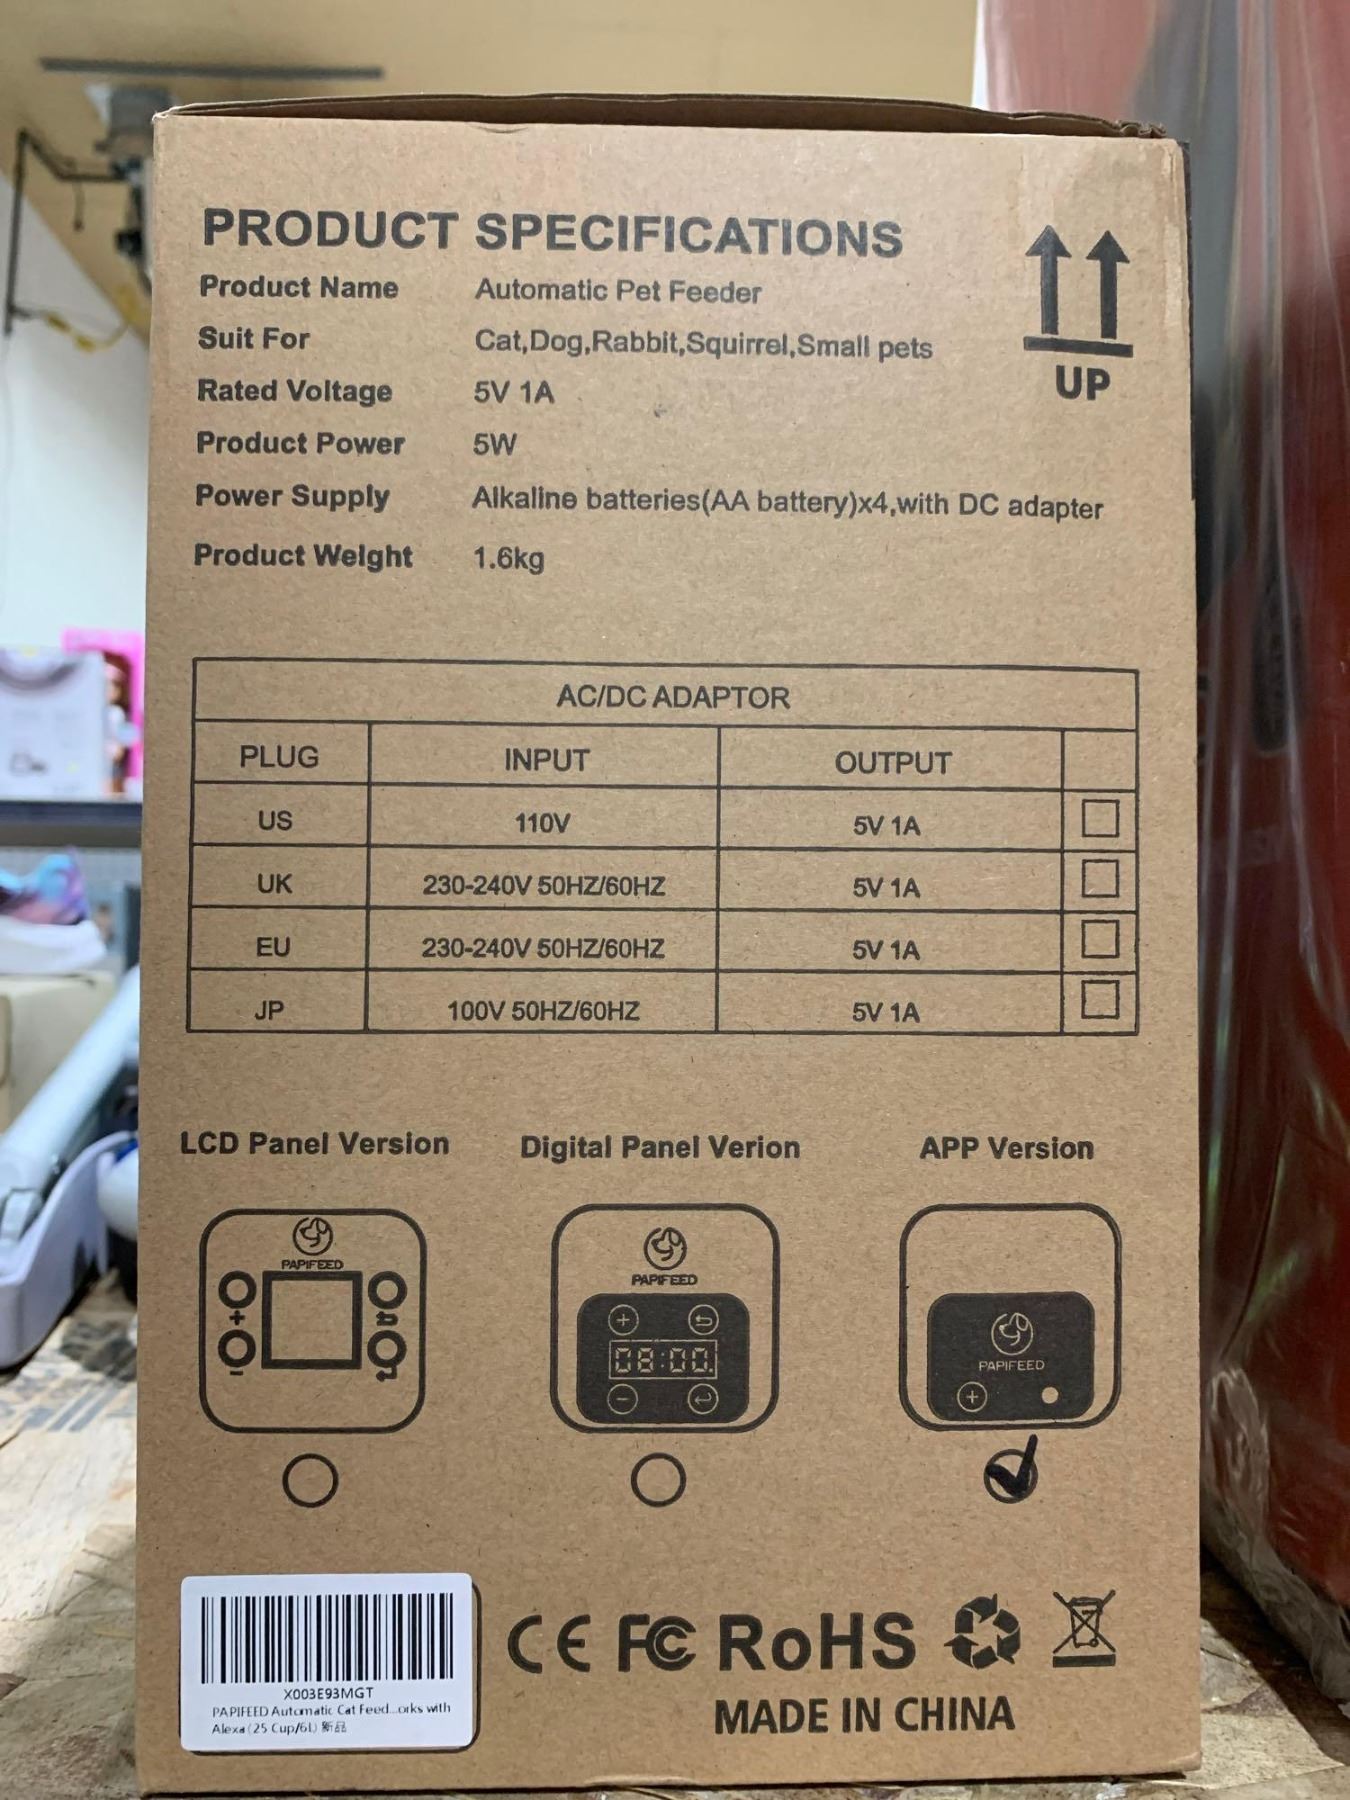 PRODUCT SPECIFICATIONS
Product Name Automatic Pet Feeder
Suit For Cat,Dog,Rabbit,Squirrel,Small pets
Rated Voltage 5V 1A
Product Power 5W
Power Supply Alkaline batteries(AA battery)x4,with DC adapter
Product Weight 1.6kg
UP
AC/DC ADAPTOR
PLUG INPUT OUTPUT
US 110V 5V 1A
UK 230-240V 50HZ/60HZ 5V 1A
EU 230-240V 50HZ/60HZ 5V 1A
JP 100V 50HZ/60HZ 5V 1A
LCD Panel Version Digital Panel Verion APP Version
PAPIFEED
PAPIFEED
08:00.
PAPIFEED
X003E93MGT
PAPIFEED Automatic Cat Feed...orks with
Alexa (25 Cup/6L) 新品
CE FC RoHS
MADE IN CHINA